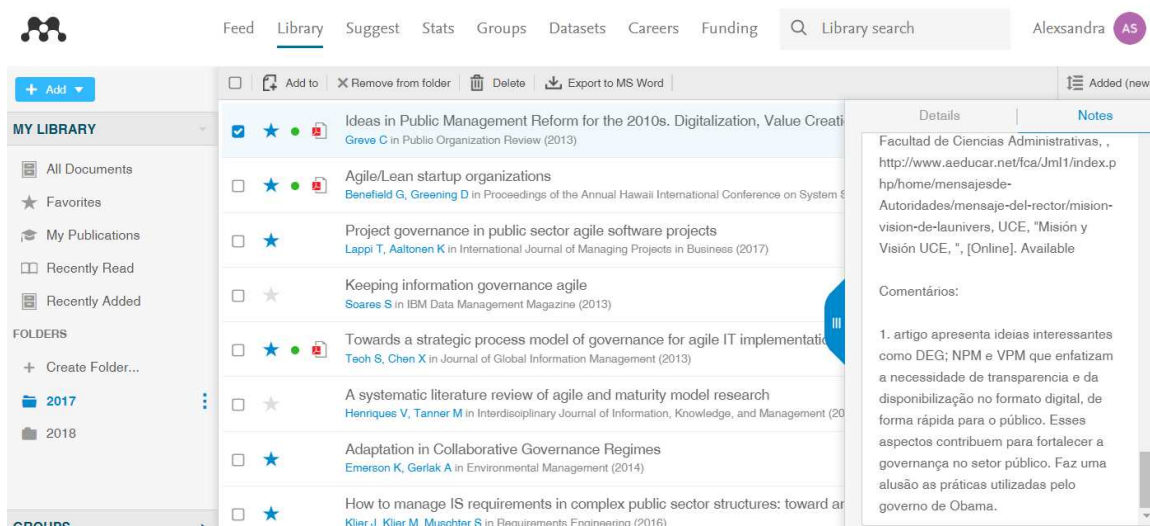 Feed Library Suggest Stats Groups Datasets Careers Funding Library search Alexsandra AS
+ Add
Add to Remove from folder Delete Export to MS Word Added (new
MY LIBRARY
All Documents
Favorites
My Publications
Recently Read
Recently Added
FOLDERS
+ Create Folder...
2017
2018
GROUPS
Ideas in Public Management Reform for the 2010s. Digitalization, Value Creati
Greve C in Public Organization Review (2013)
Agile/Lean startup organizations
Benefield G, Greening D in Proceedings of the Annual Hawaii International Conference on System S
Project governance in public sector agile software projects
Lappi T, Aaltonen K in International Journal of Managing Projects in Business (2017)
Keeping information governance agile
Soares S in IBM Data Management Magazine (2013)
Towards a strategic process model of governance for agile IT implementatio
Teoh S, Chen X in Journal of Global Information Management (2013)
A systematic literature review of agile and maturity model research
Henriques V, Tanner M in Interdisciplinary Journal of Information, Knowledge, and Management (20
Adaptation in Collaborative Governance Regimes
Emerson K, Gerlak A in Environmental Management (2014)
How to manage IS requirements in complex public sector structures: toward an
Klier J, Klier M, Muschter S in Requirements Engineering (2016)
Details Notes
Facultad de Ciencias Administrativas, ,
http://www.aeducar.net/fca/Jml1/index.p
hp/home/mensajesde-
Autoridades/mensaje-del-rector/mision-
vision-de-launivers, UCE, "Misión y
Visión UCE, ", [Online]. Available
Comentários:
1. artigo apresenta ideias interessantes
como DEG; NPM e VPM que enfatizam
a necessidade de transparencia e da
disponibilização no formato digital, de
forma rápida para o público. Esses
aspectos contribuem para fortalecer a
governança no setor público. Faz uma
alusão as práticas utilizadas pelo
governo de Obama.